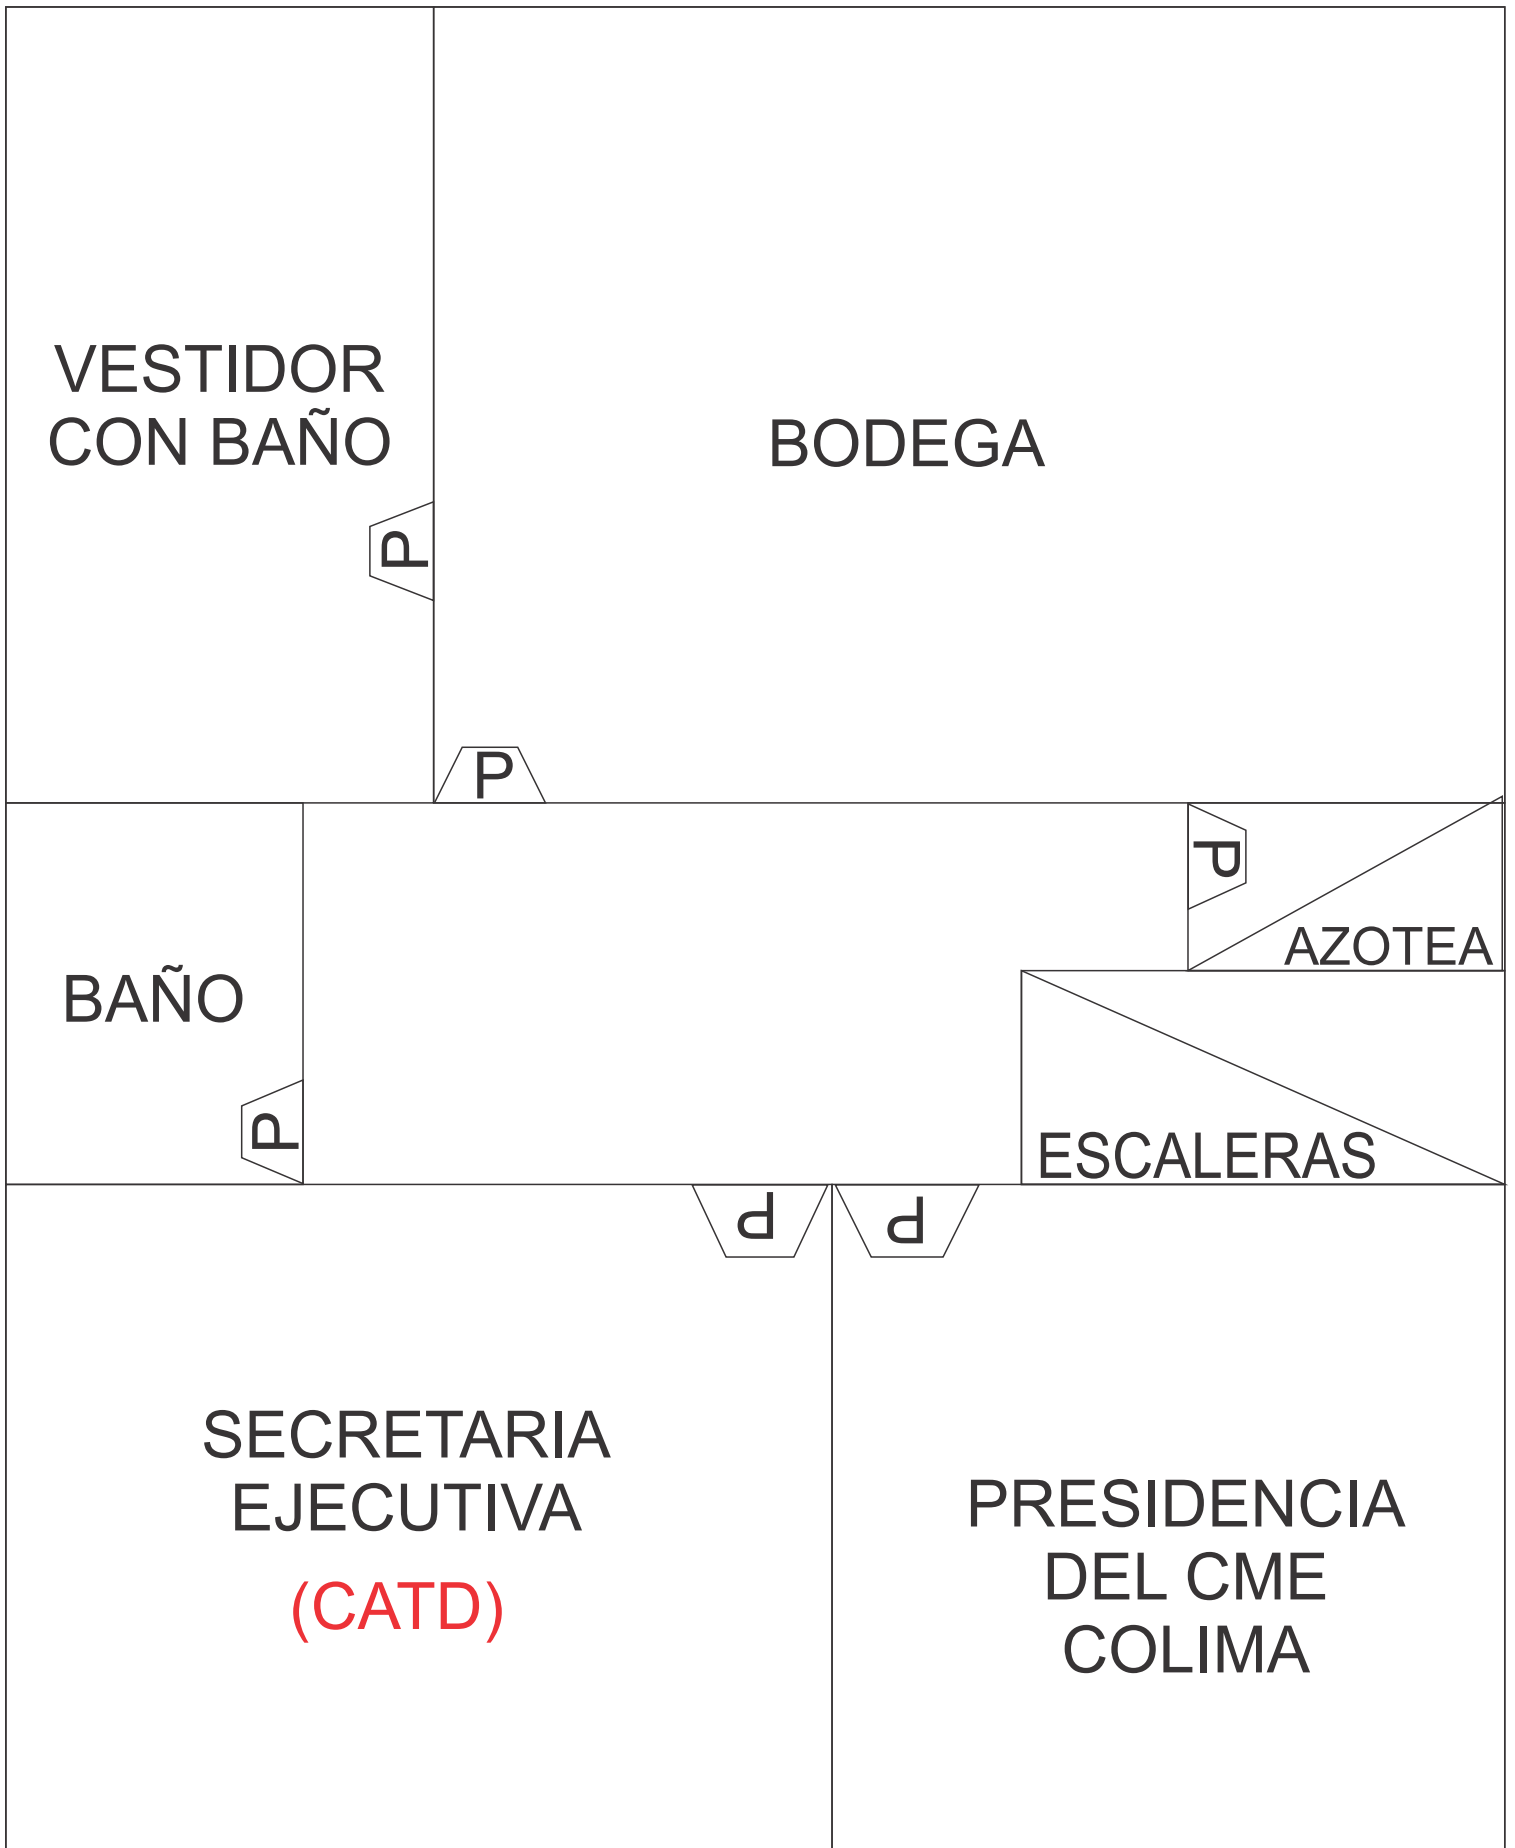 VESTIDOR
CON BAÑO
BODEGA
P
P
P
AZOTEA
BAÑO
P
ESCALERAS
P
P
SECRETARIA
EJECUTIVA
(CATD)
PRESIDENCIA
DEL CME
COLIMA